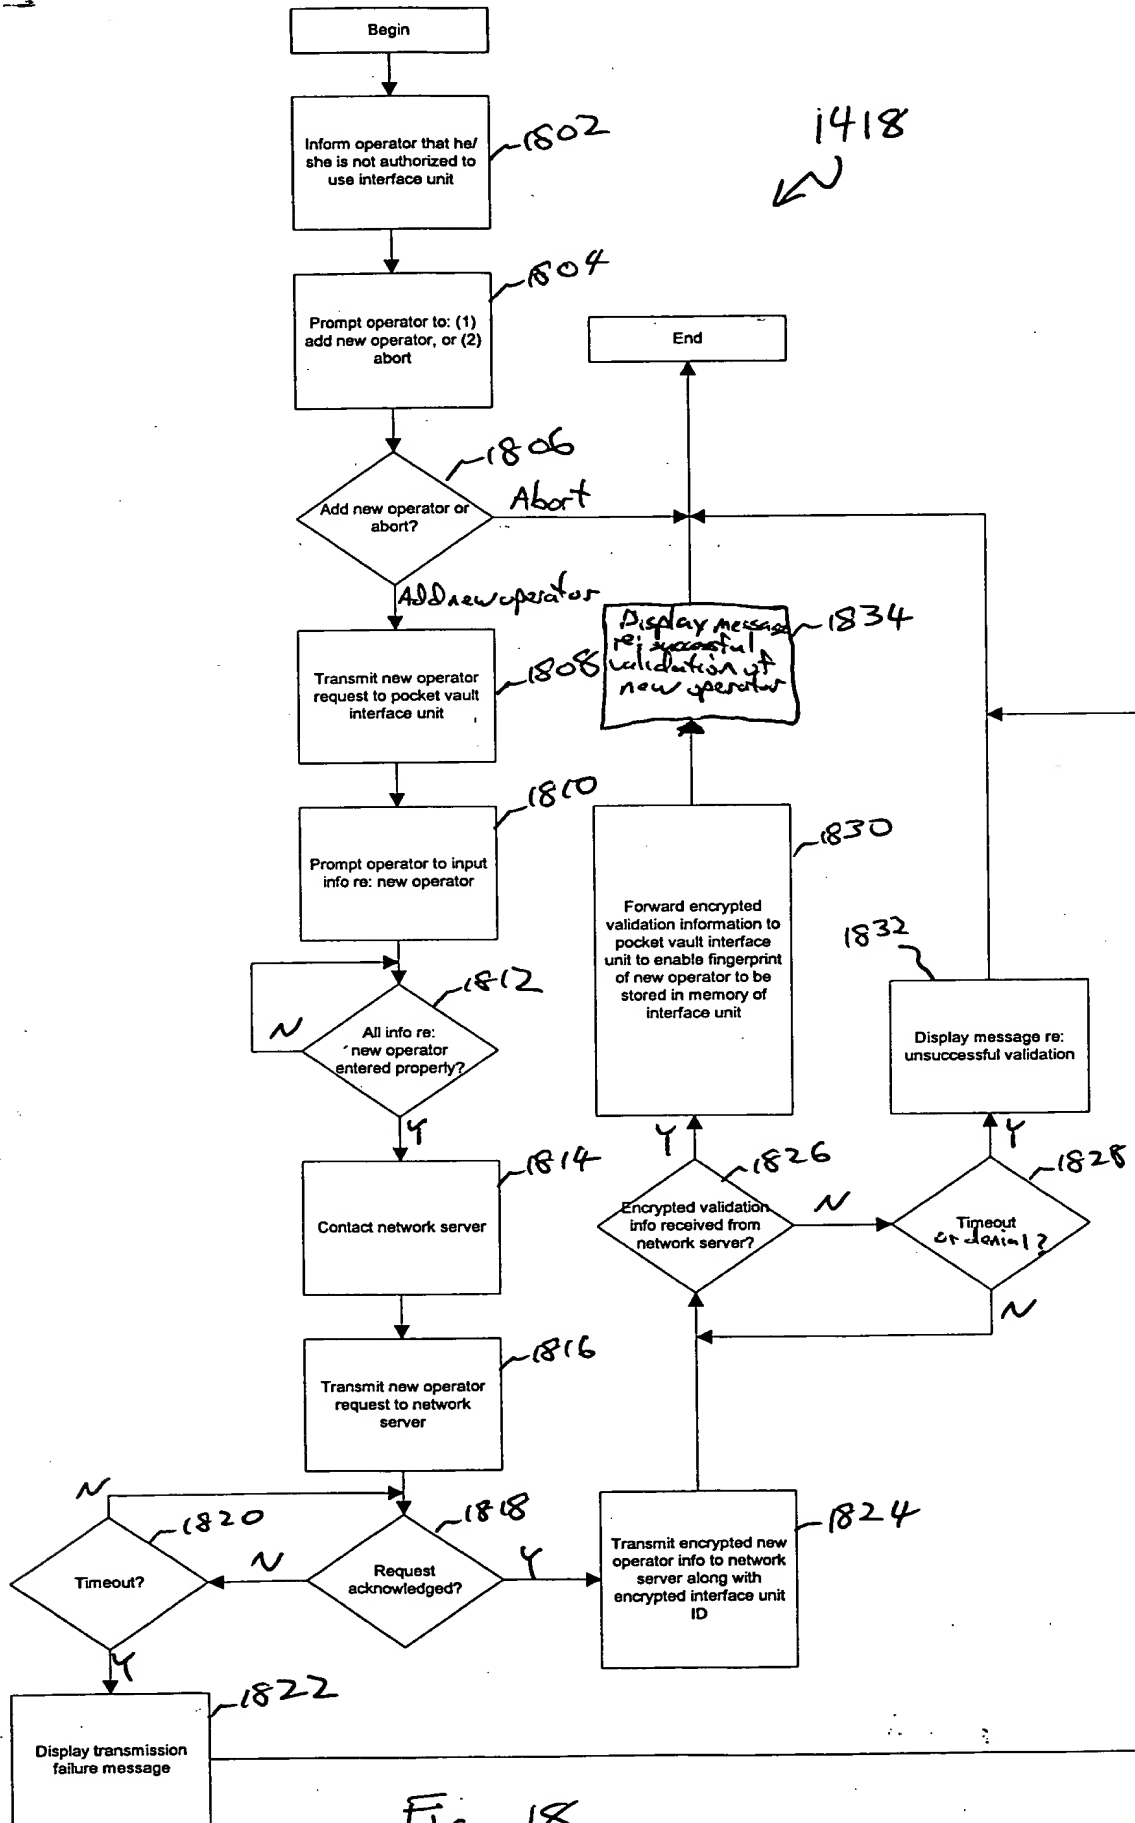 Begin
1418
Inform operator that he/
she is not authorized to
use interface unit
1802
Prompt operator to: (1)
add new operator, or (2)
abort
1804
End
Add new operator or
abort?
1806
Abort
Add new operator
Transmit new operator
request to pocket vault
interface unit
1808
Display message
re: successful
validation of
new operator
1834
Prompt operator to input
info re: new operator
1810
Forward encrypted
validation information to
pocket vault interface
unit to enable fingerprint
of new operator to be
stored in memory of
interface unit
1830
All info re:
new operator
entered properly?
1812
N
Y
Display message re:
unsuccessful validation
1832
Contact network server
1814
Encrypted validation
info received from
network server?
1826
Y
N
Timeout
or denial?
1828
Y
N
Transmit new operator
request to network
server
1816
Request
acknowledged?
1818
N
Y
Timeout?
1820
N
Y
Transmit encrypted new
operator info to network
server along with
encrypted interface unit
ID
1824
Display transmission
failure message
1822
Fig. 18